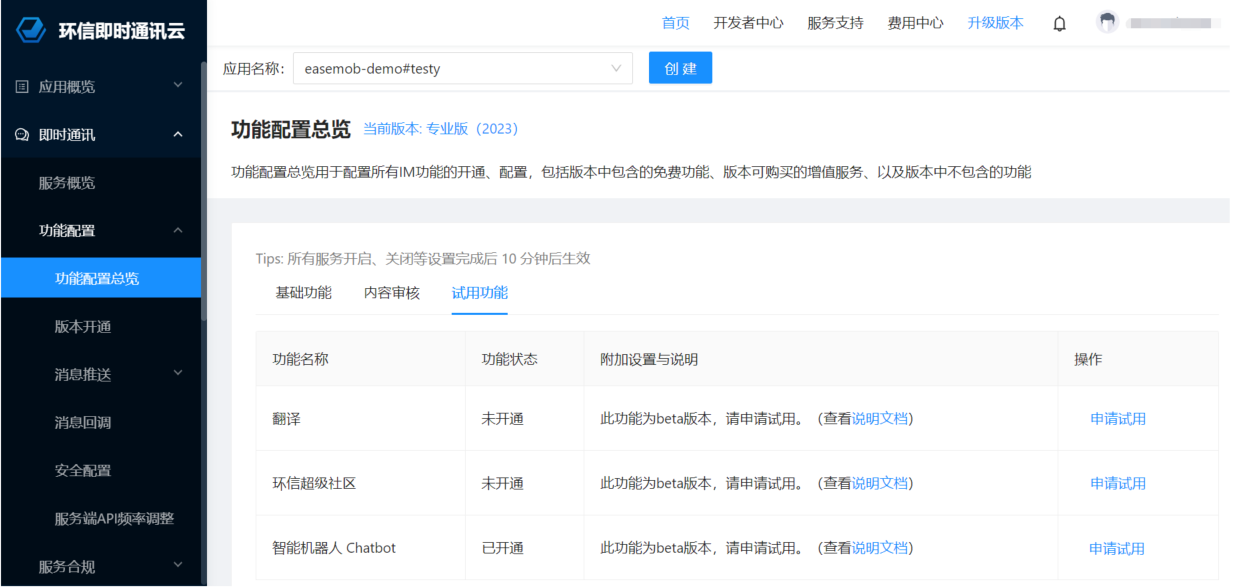 环信即时通讯云
首页 开发者中心 服务支持 费用中心 升级版本
应用名称: easemob-demo#testy 创 建
应用概览
即时通讯
服务概览
功能配置
功能配置总览
版本开通
消息推送
消息回调
安全配置
服务端API频率调整
服务合规
功能配置总览 当前版本: 专业版（2023）
功能配置总览用于配置所有IM功能的开通、配置，包括版本中包含的免费功能、版本可购买的增值服务、以及版本中不包含的功能
Tips: 所有服务开启、关闭等设置完成后 10 分钟后生效
基础功能 内容审核 试用功能
功能名称 功能状态 附加设置与说明 操作
翻译 未开通 此功能为beta版本，请申请试用。（查看说明文档) 申请试用
环信超级社区 未开通 此功能为beta版本，请申请试用。（查看说明文档) 申请试用
智能机器人 Chatbot 已开通 此功能为beta版本，请申请试用。（查看说明文档) 申请试用